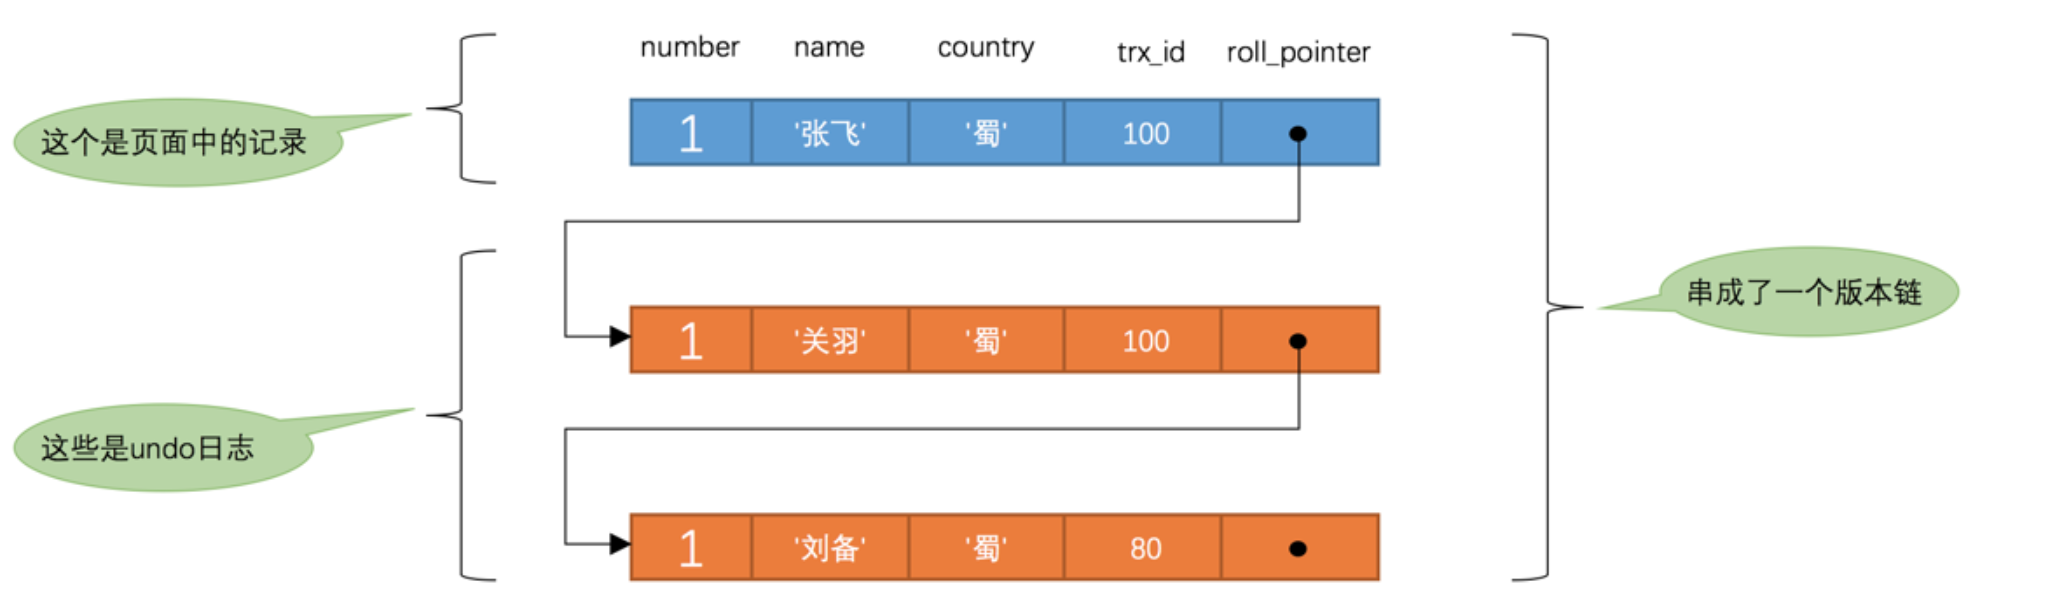 number name country trx_id roll_pointer
这个是页面中的记录
1 '张飞' '蜀' 100
串成了一个版本链
1 '关羽' '蜀' 100
这些是undo日志
1 '刘备' '蜀' 80